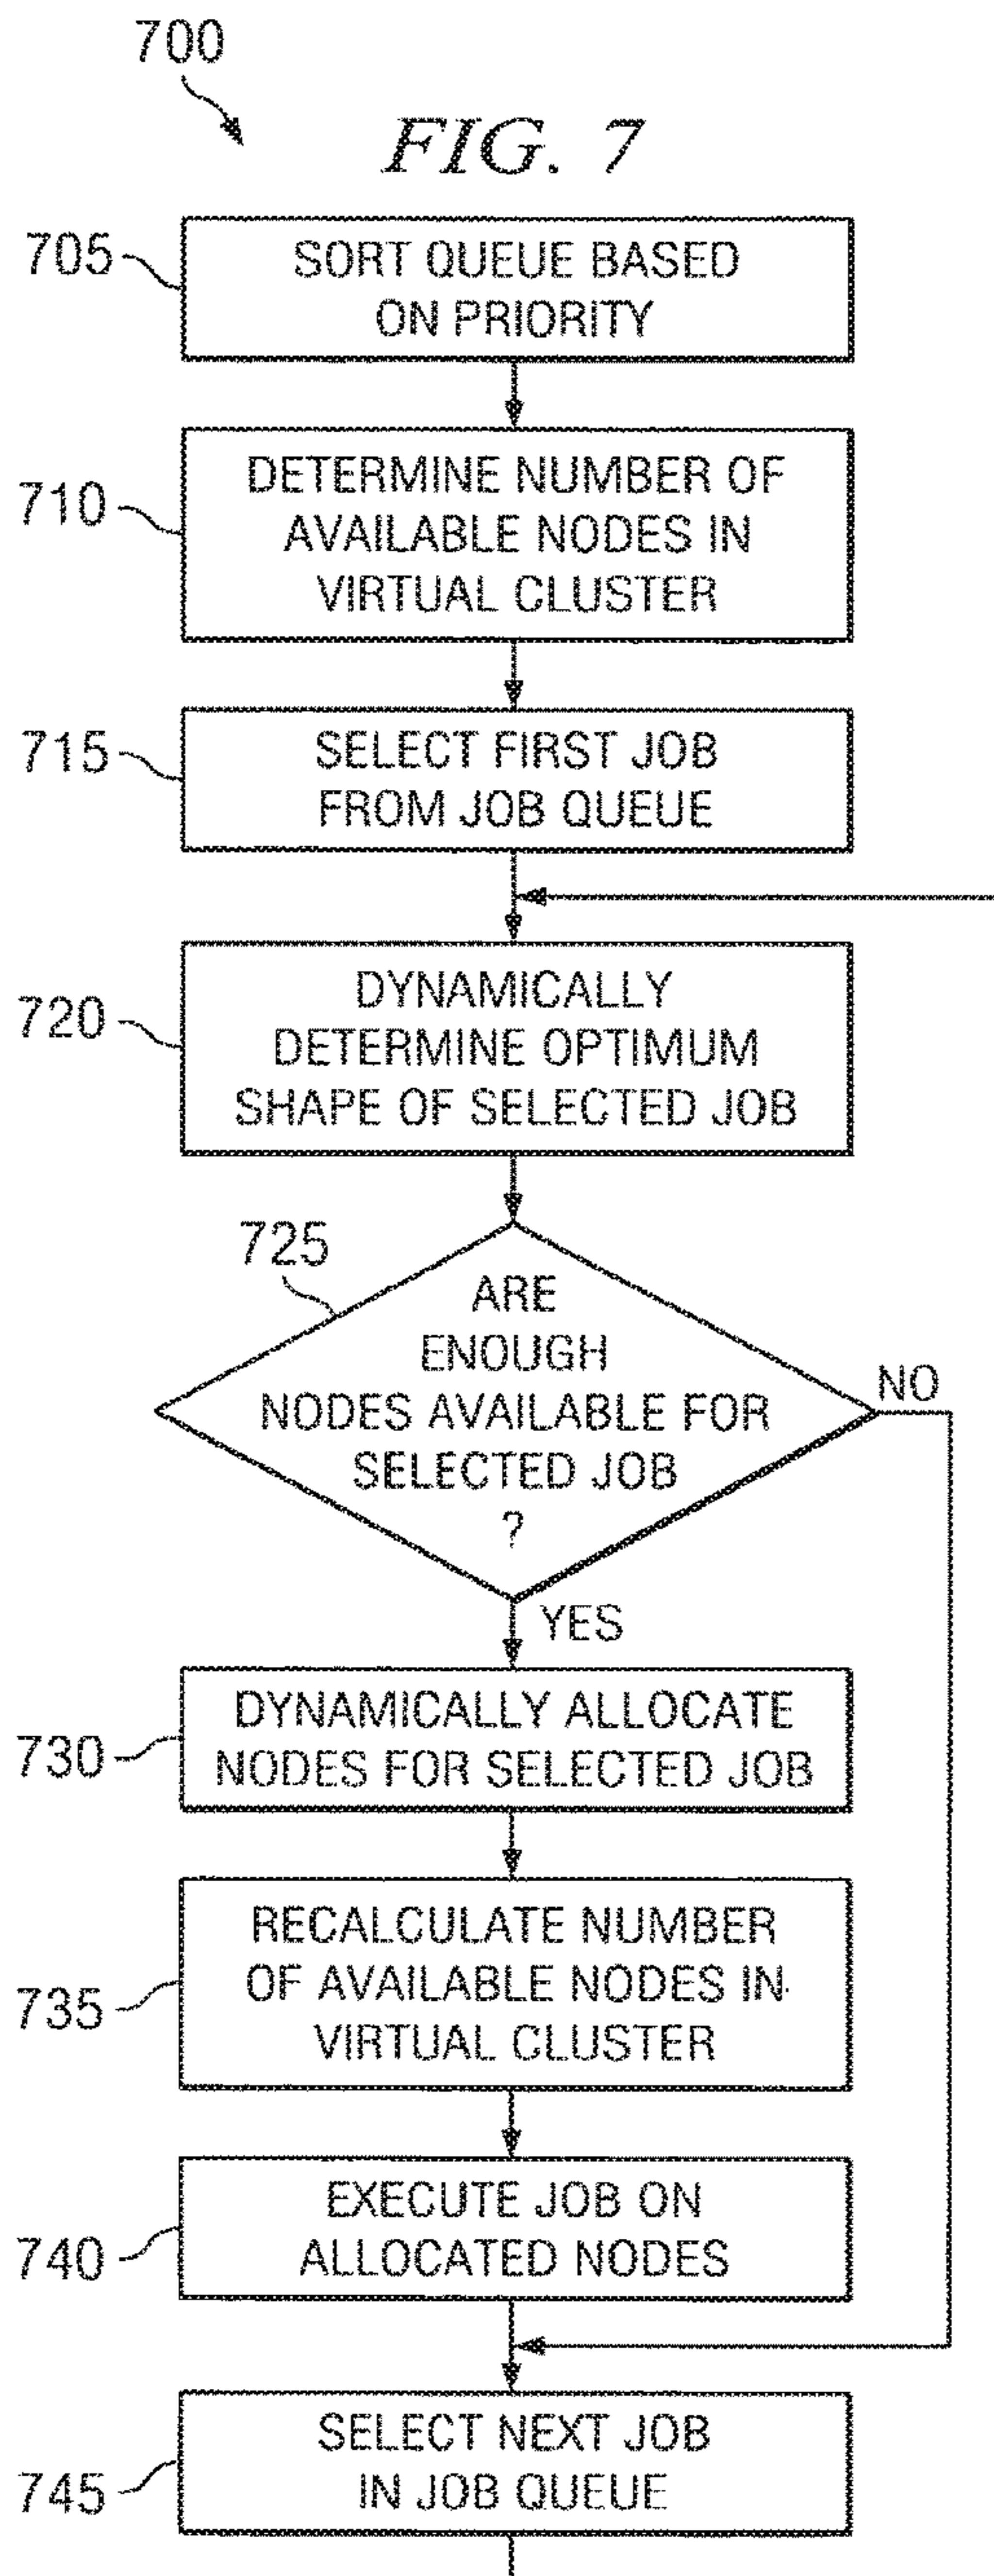 700
FIG. 7
705
SORT QUEUE BASED
ON PRIORITY
710
DETERMINE NUMBER OF
AVAILABLE NODES IN
VIRTUAL CLUSTER
715
SELECT FIRST JOB
FROM JOB QUEUE
720
DYNAMICALLY
DETERMINE OPTIMUM
SHAPE OF SELECTED JOB
725
ARE
ENOUGH
NODES AVAILABLE FOR
SELECTED JOB
?
NO
YES
730
DYNAMICALLY ALLOCATE
NODES FOR SELECTED JOB
735
RECALCULATE NUMBER
OF AVAILABLE NODES IN
VIRTUAL CLUSTER
740
EXECUTE JOB ON
ALLOCATED NODES
745
SELECT NEXT JOB
IN JOB QUEUE